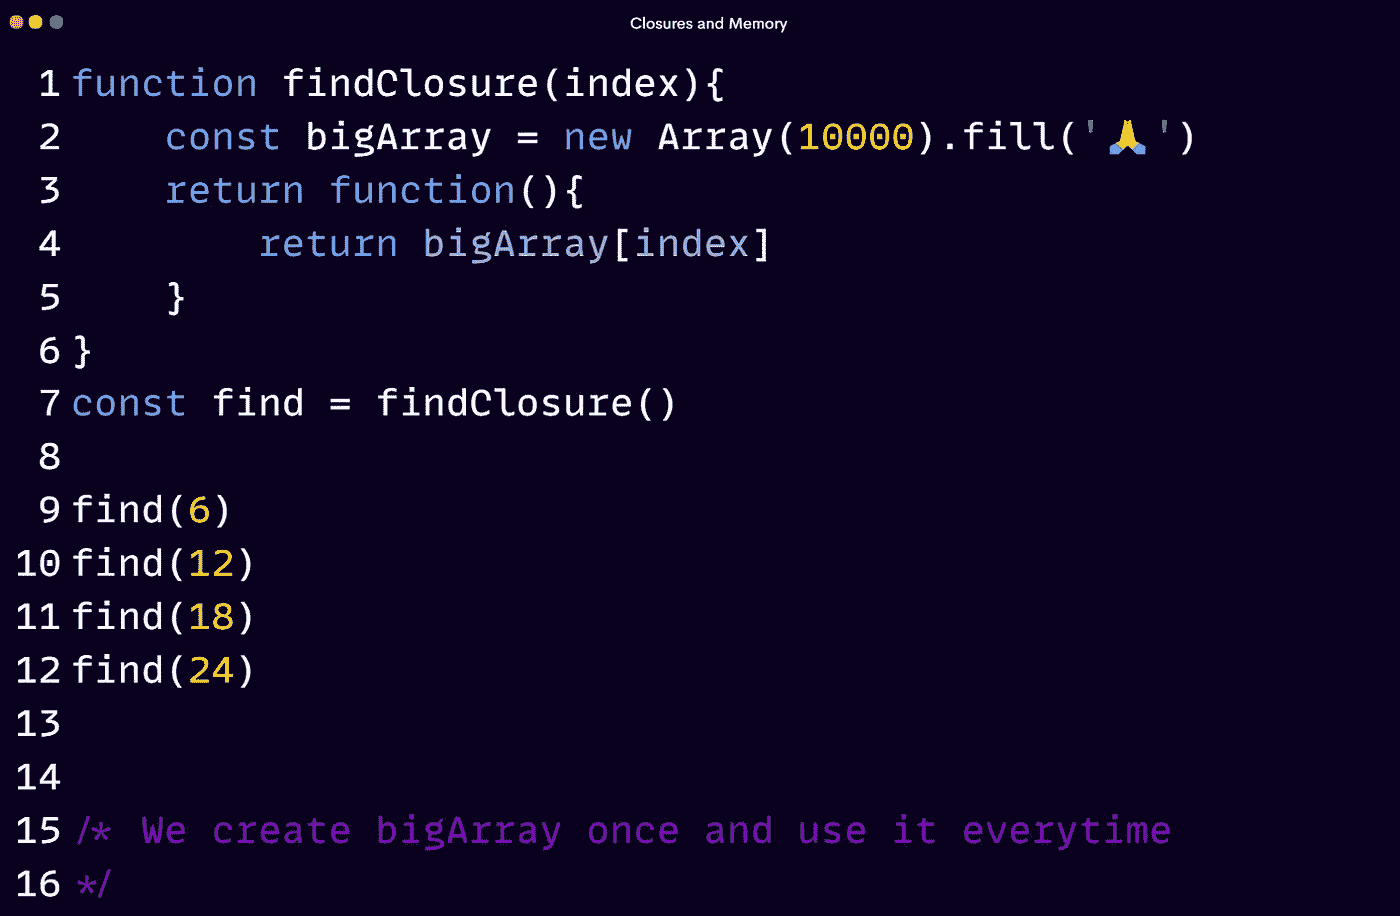 Closures and Memory
1 function findClosure(index){
2     const bigArray = new Array(10000).fill('🙏')
3     return function(){
4         return bigArray[index]
5     }
6 }
7 const find = findClosure()
8
9 find(6)
10 find(12)
11 find(18)
12 find(24)
13
14
15 /* We create bigArray once and use it everytime
16 */